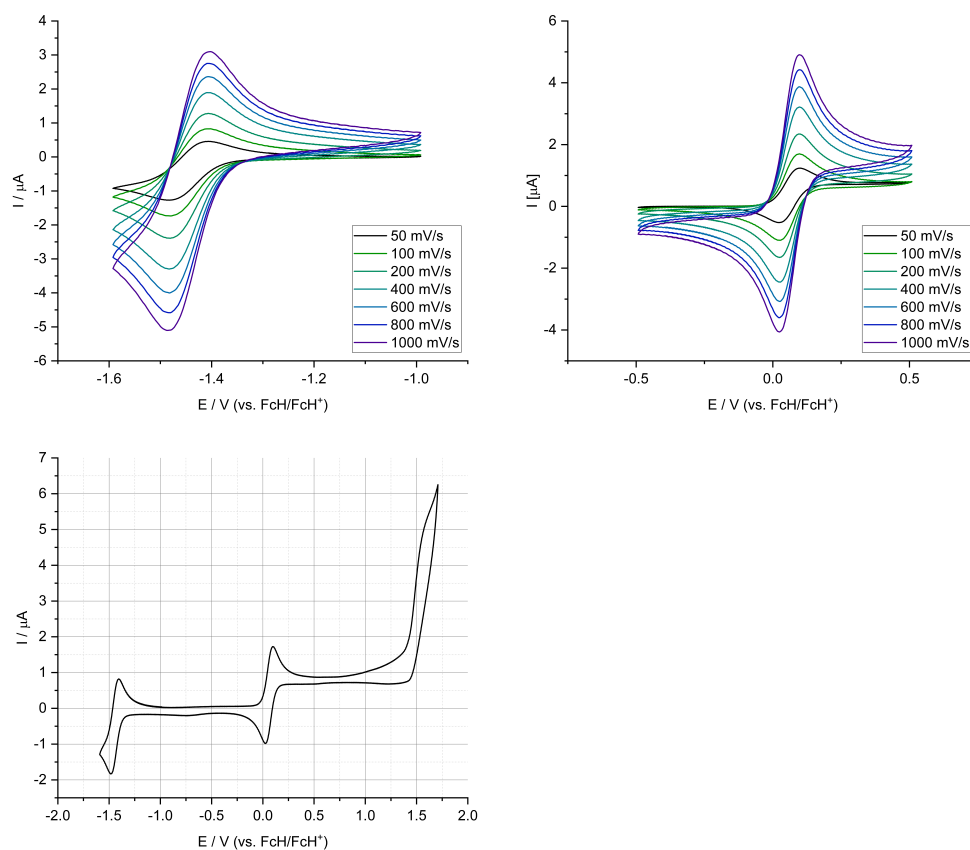 4
3
2
1
0
-1
-2
-3
-4
-5
-6
I / µA
-1.6
-1.4
-1.2
-1.0
E / V (vs. FcH/FcH⁺)
50 mV/s
100 mV/s
200 mV/s
400 mV/s
600 mV/s
800 mV/s
1000 mV/s
6
4
2
0
-2
-4
I [µA]
-0.5
0.0
0.5
E / V (vs. FcH/FcH⁺)
50 mV/s
100 mV/s
200 mV/s
400 mV/s
600 mV/s
800 mV/s
1000 mV/s
7
6
5
4
3
2
1
0
-1
-2
I / µA
-2.0
-1.5
-1.0
-0.5
0.0
0.5
1.0
1.5
2.0
E / V (vs. FcH/FcH⁺)